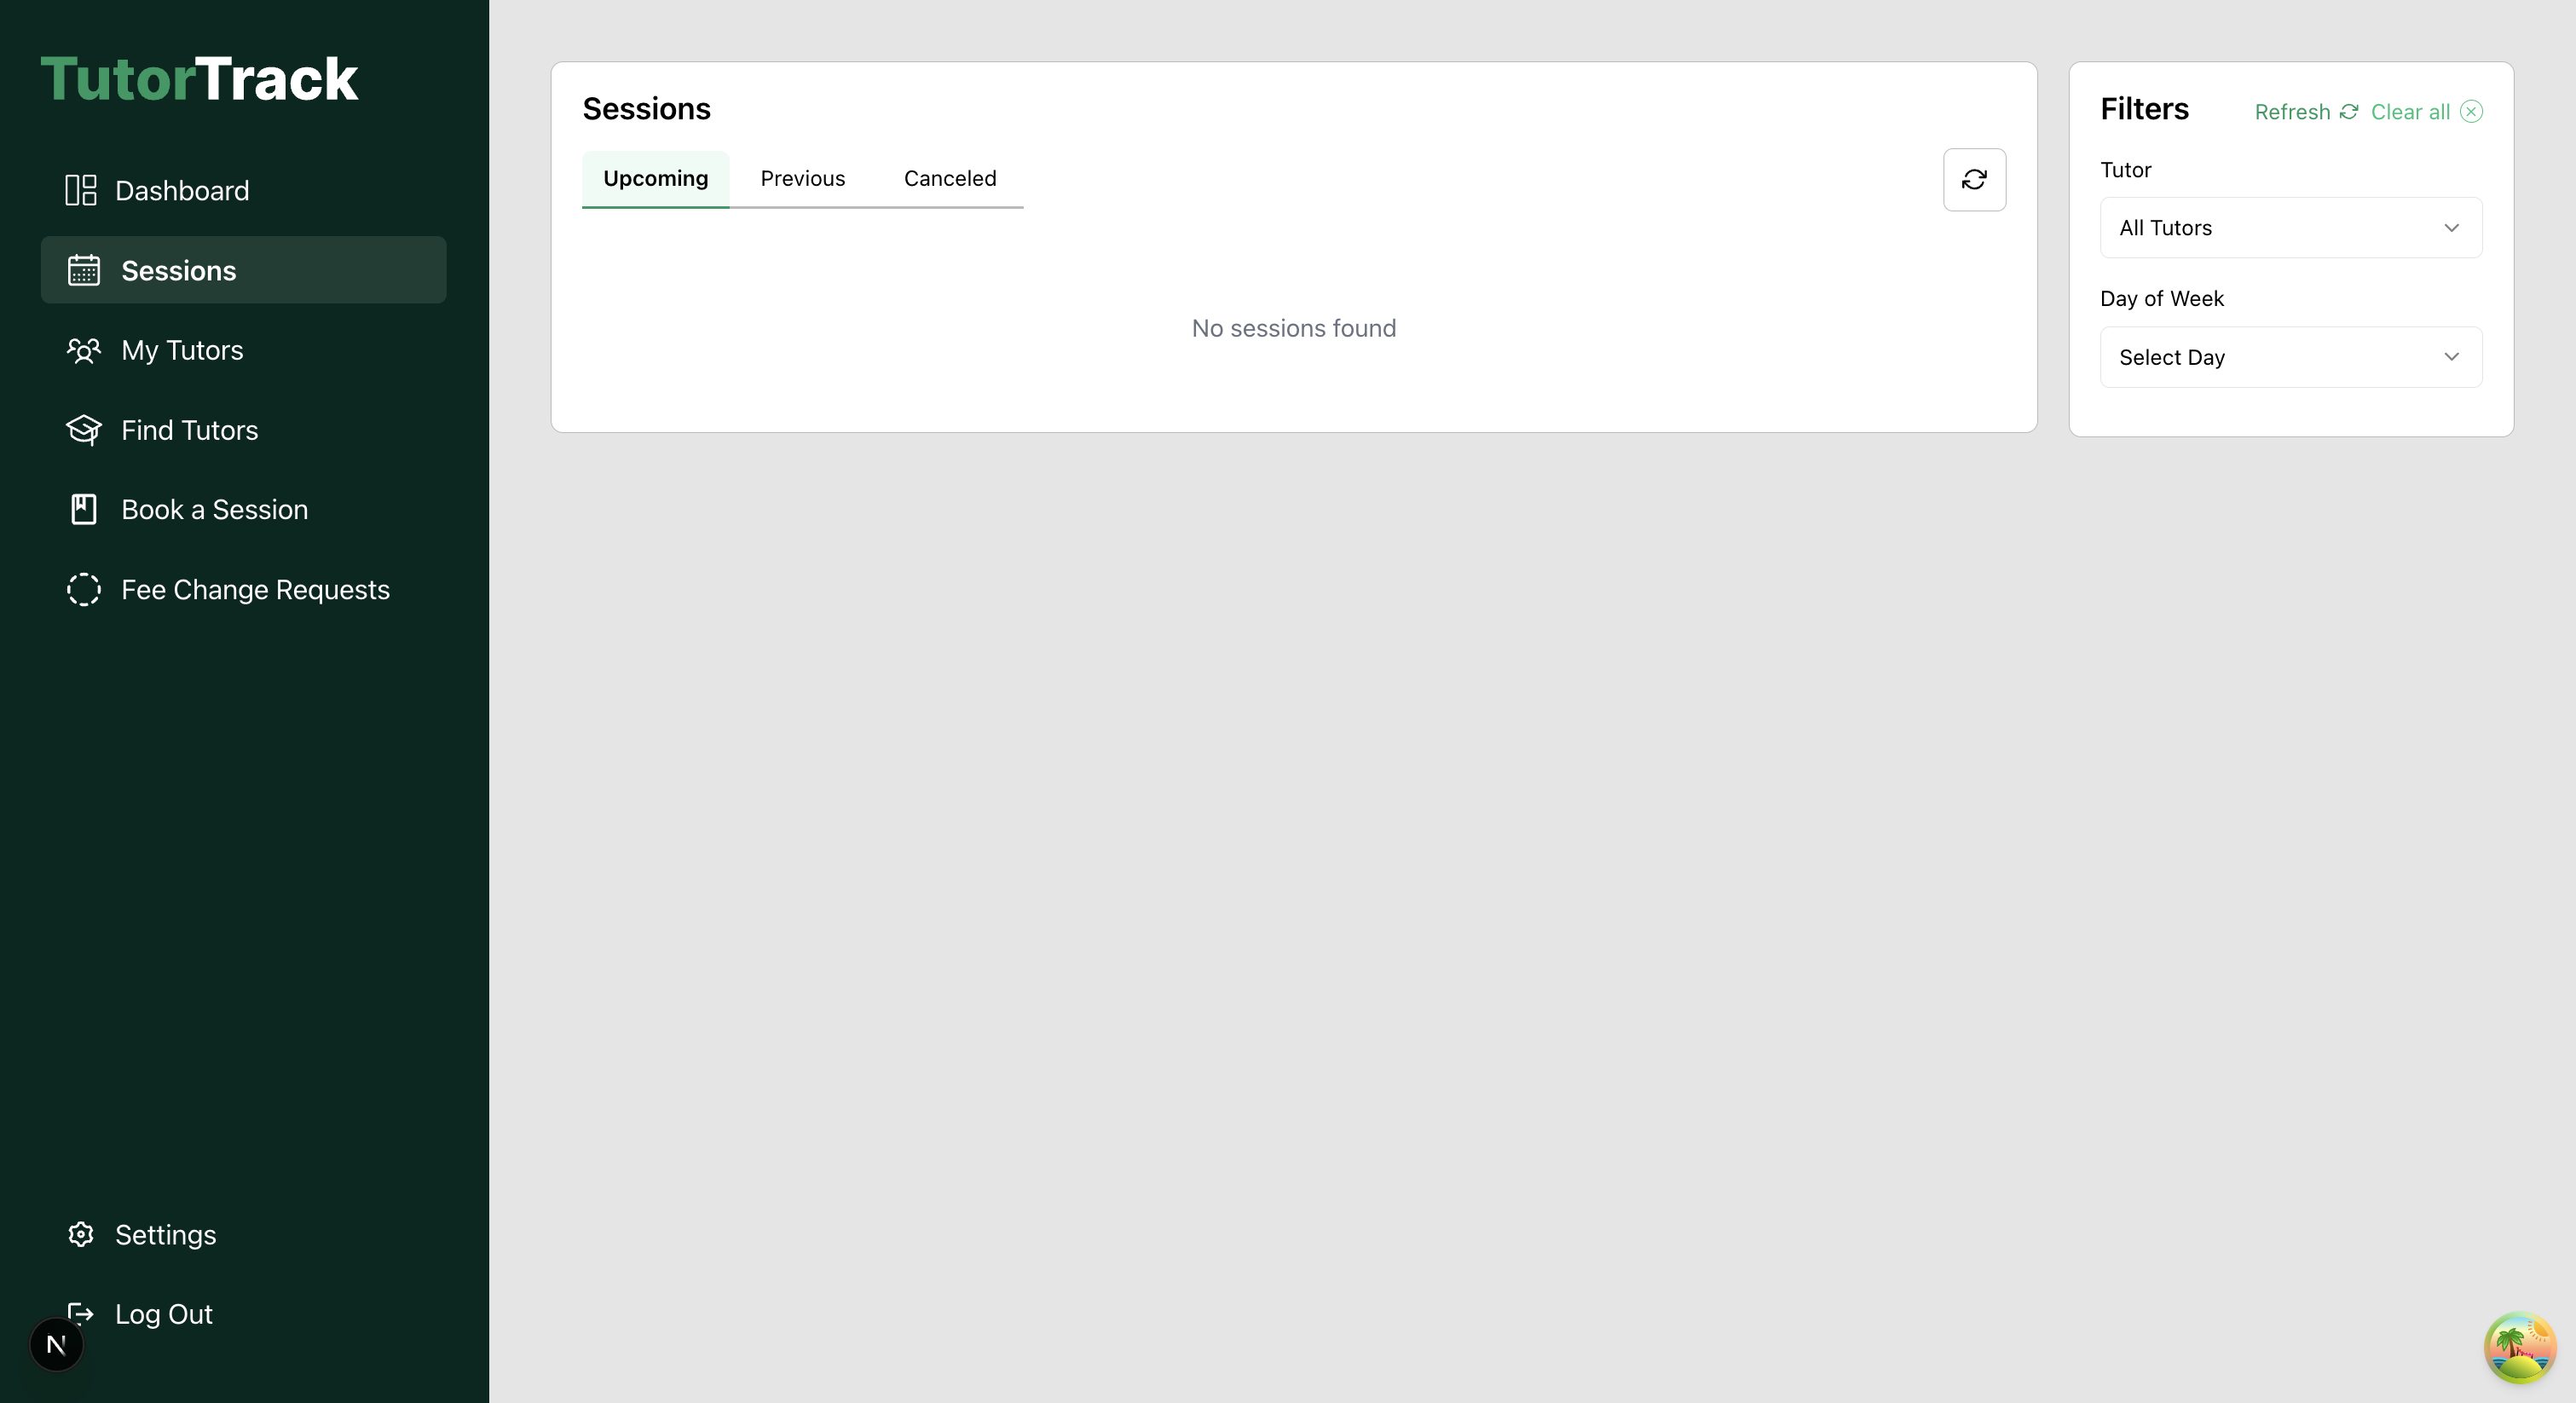 TutorTrack
Dashboard
Sessions
My Tutors
Find Tutors
Book a Session
Fee Change Requests
Settings
Log Out
N
Sessions
Upcoming Previous Canceled
No sessions found
Filters Refresh Clear all
Tutor
All Tutors
Day of Week
Select Day